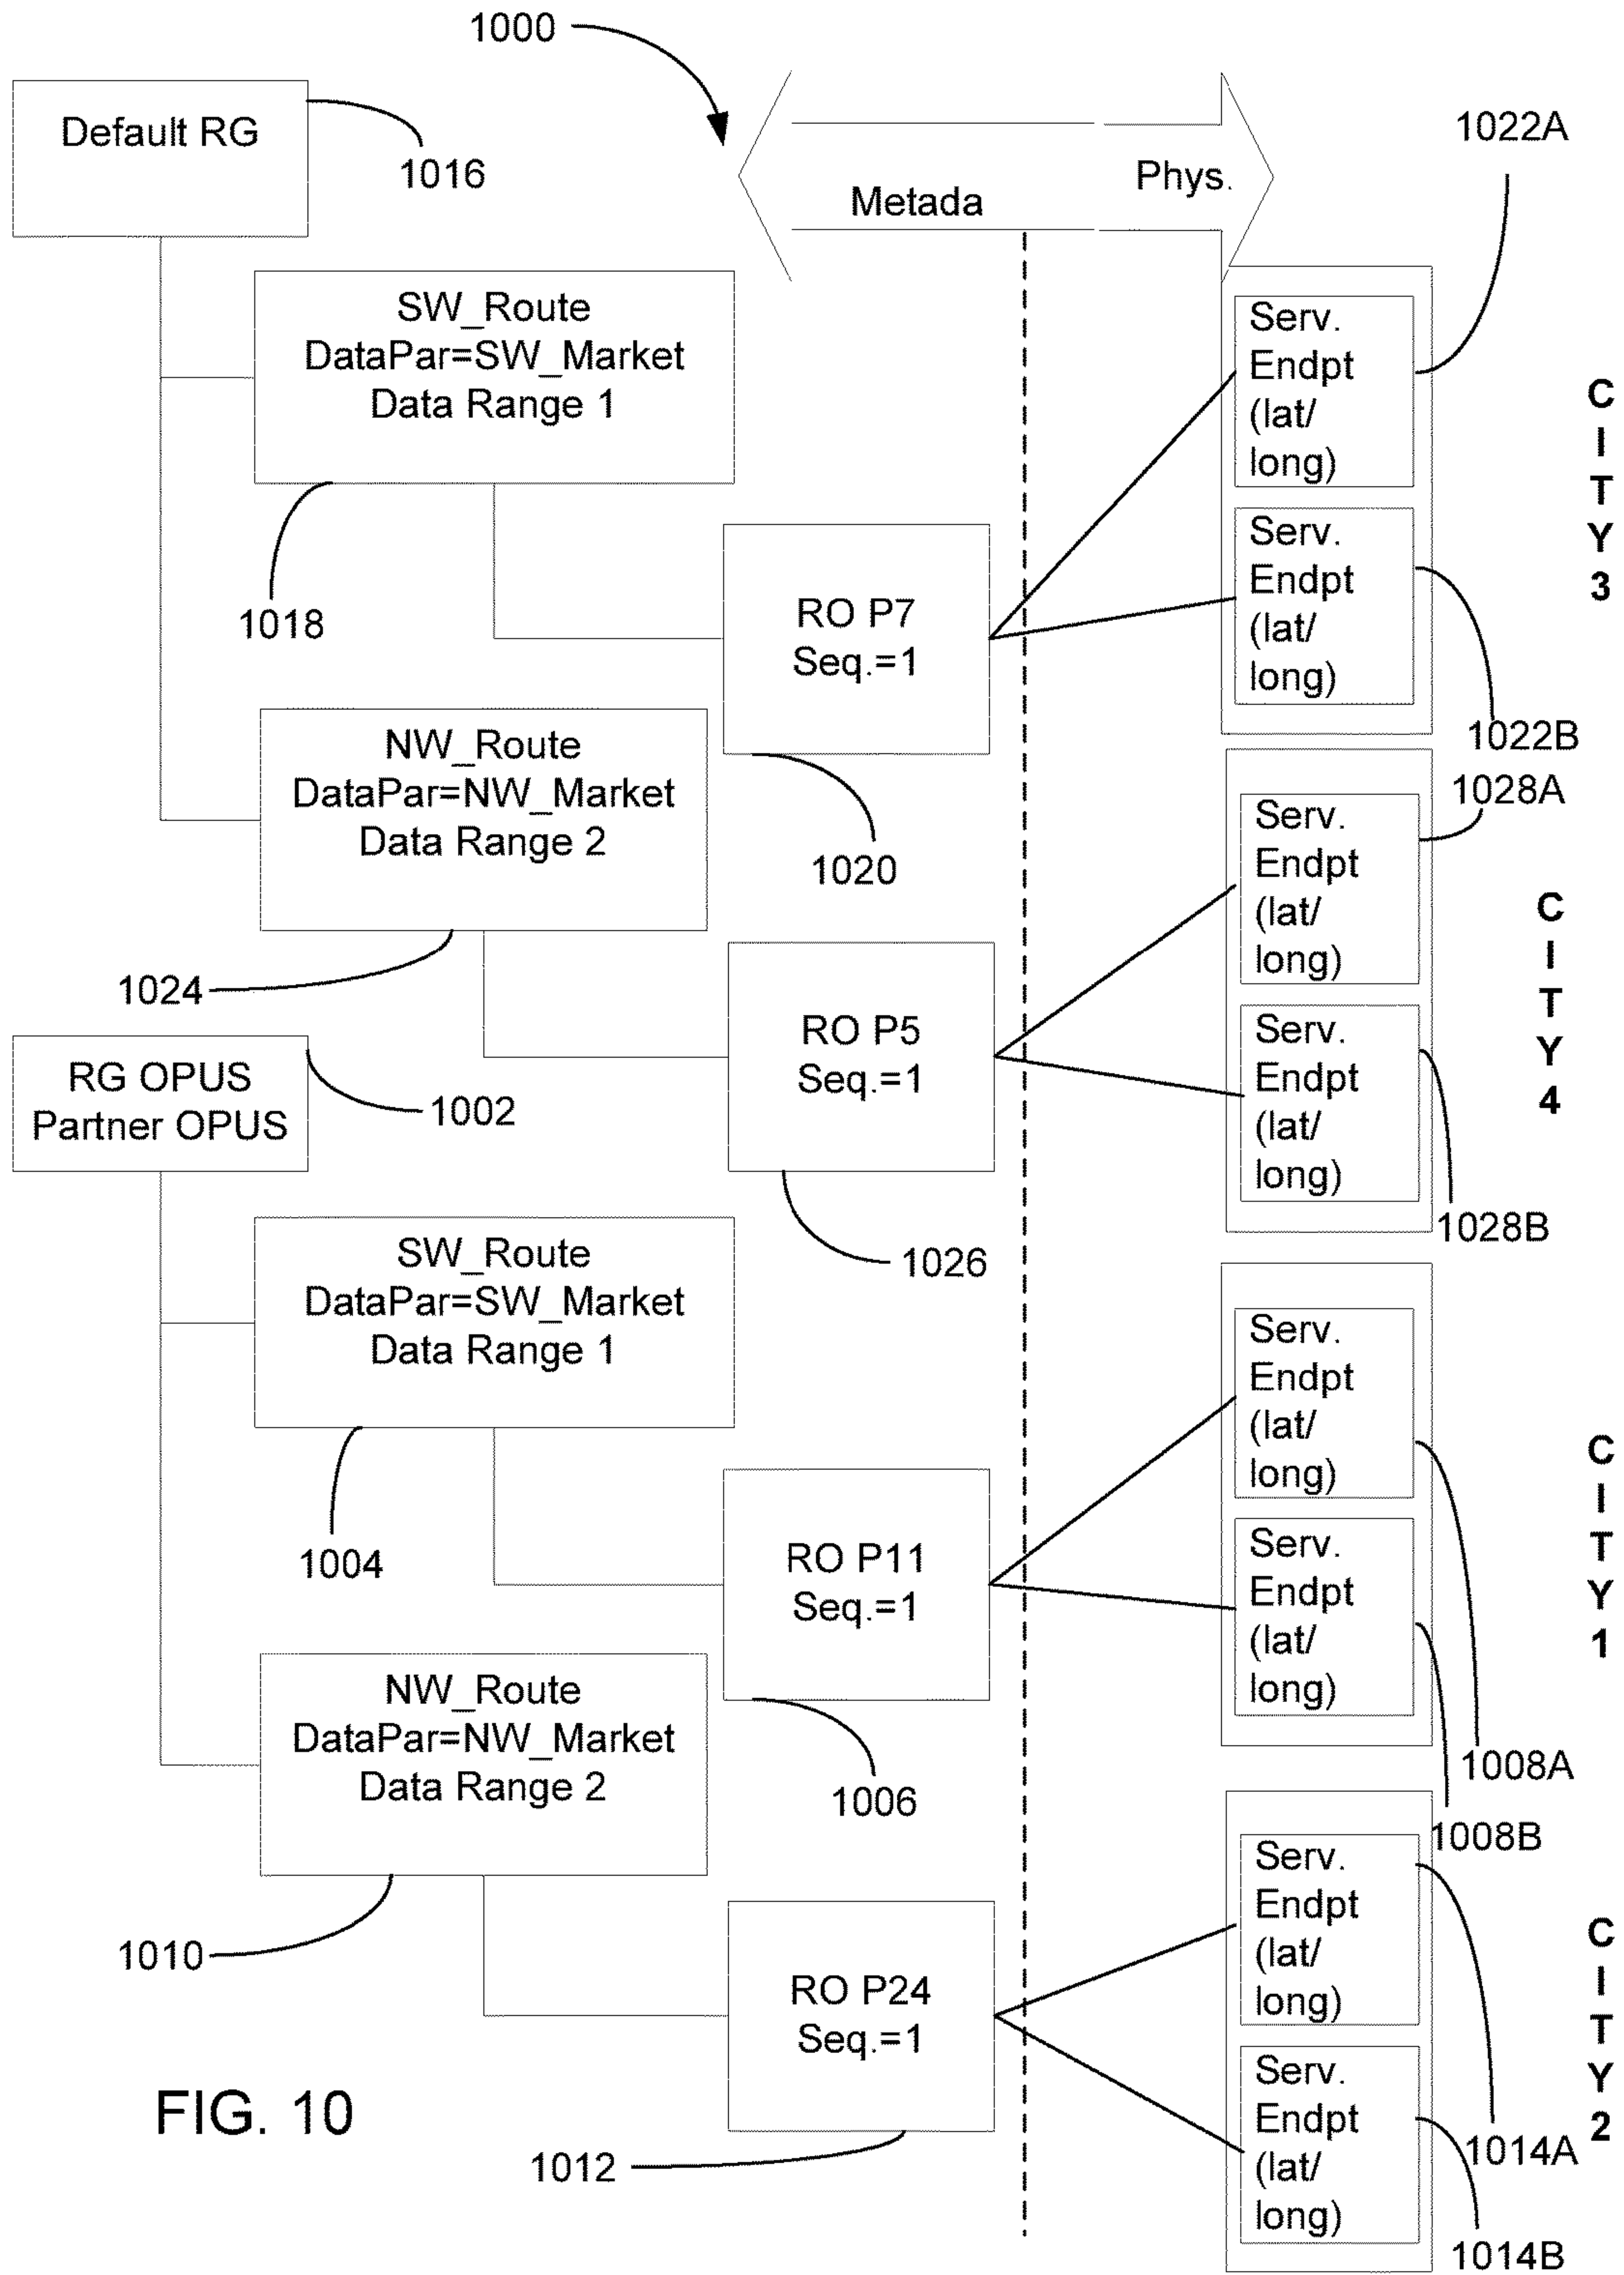 1000
Default RG
1016
Metada
Phys.
1022A
SW_Route
DataPar=SW_Market
Data Range 1
1018
RO P7
Seq.=1
1020
Serv.
Endpt
(lat/
long)
Serv.
Endpt
(lat/
long)
1022B
CITY3
NW_Route
DataPar=NW_Market
Data Range 2
1024
RO P5
Seq.=1
1026
1028A
Serv.
Endpt
(lat/
long)
Serv.
Endpt
(lat/
long)
1028B
CITY4
RG OPUS
Partner OPUS
1002
SW_Route
DataPar=SW_Market
Data Range 1
1004
RO P11
Seq.=1
1006
Serv.
Endpt
(lat/
long)
Serv.
Endpt
(lat/
long)
1008A
1008B
CITY1
NW_Route
DataPar=NW_Market
Data Range 2
1010
RO P24
Seq.=1
1012
Serv.
Endpt
(lat/
long)
Serv.
Endpt
(lat/
long)
1014A
1014B
CITY2
FIG. 10